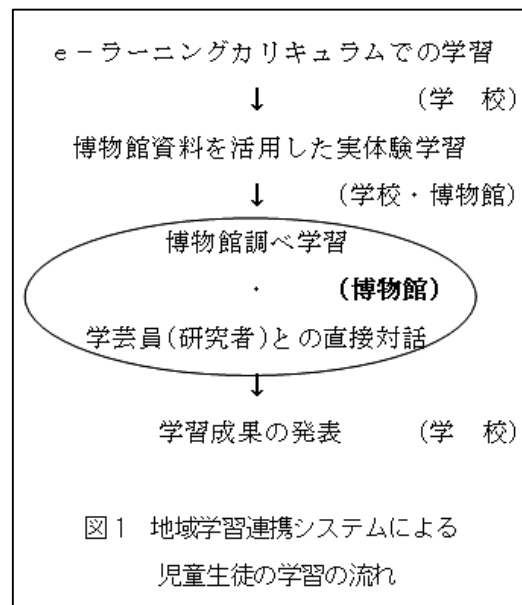 e－ラーニングカリキュラムでの学習
↓ (学　校)
博物館資料を活用した実体験学習
↓ (学校・博物館)
博物館調べ学習
・ (博物館)
学芸員(研究者)との直接対話
↓
学習成果の発表 (学　校)
図1　地域学習連携システムによる
児童生徒の学習の流れ